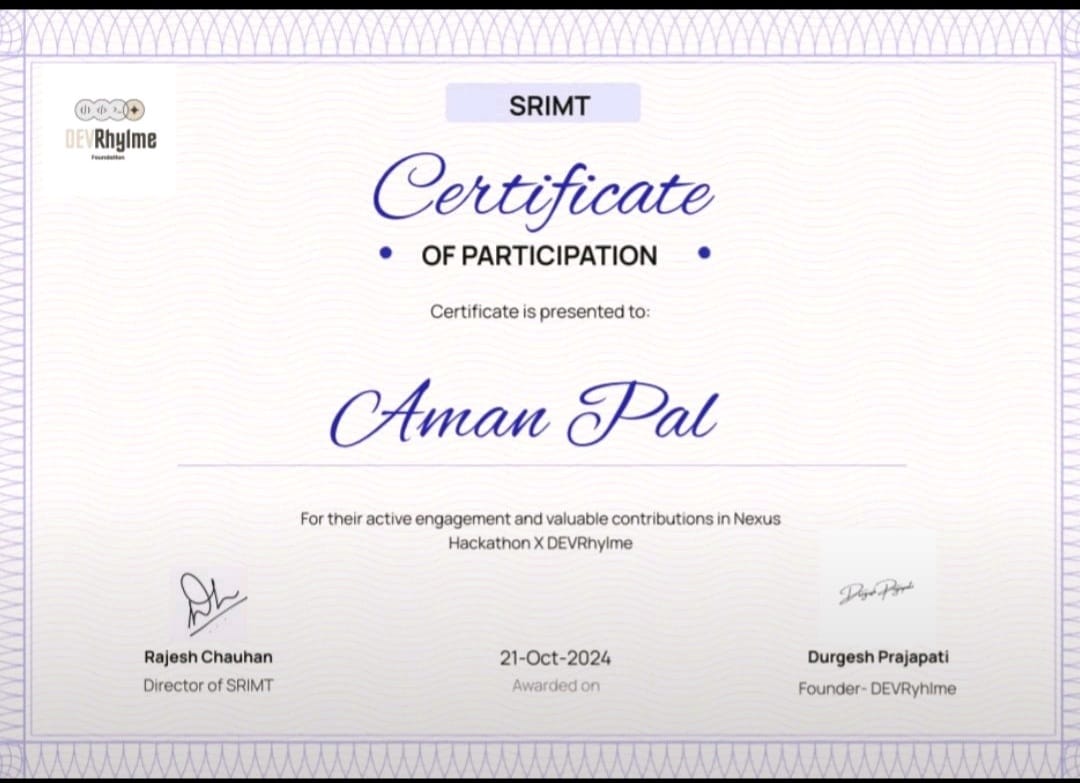 DEVRhylme
Foundation
SRIMT
Certificate
OF PARTICIPATION
Certificate is presented to:
Aman Pal
For their active engagement and valuable contributions in Nexus
Hackathon X DEVRhylme
Durgesh Prajapati
Rajesh Chauhan
Director of SRIMT
21-Oct-2024
Awarded on
Durgesh Prajapati
Founder- DEVRyhlme